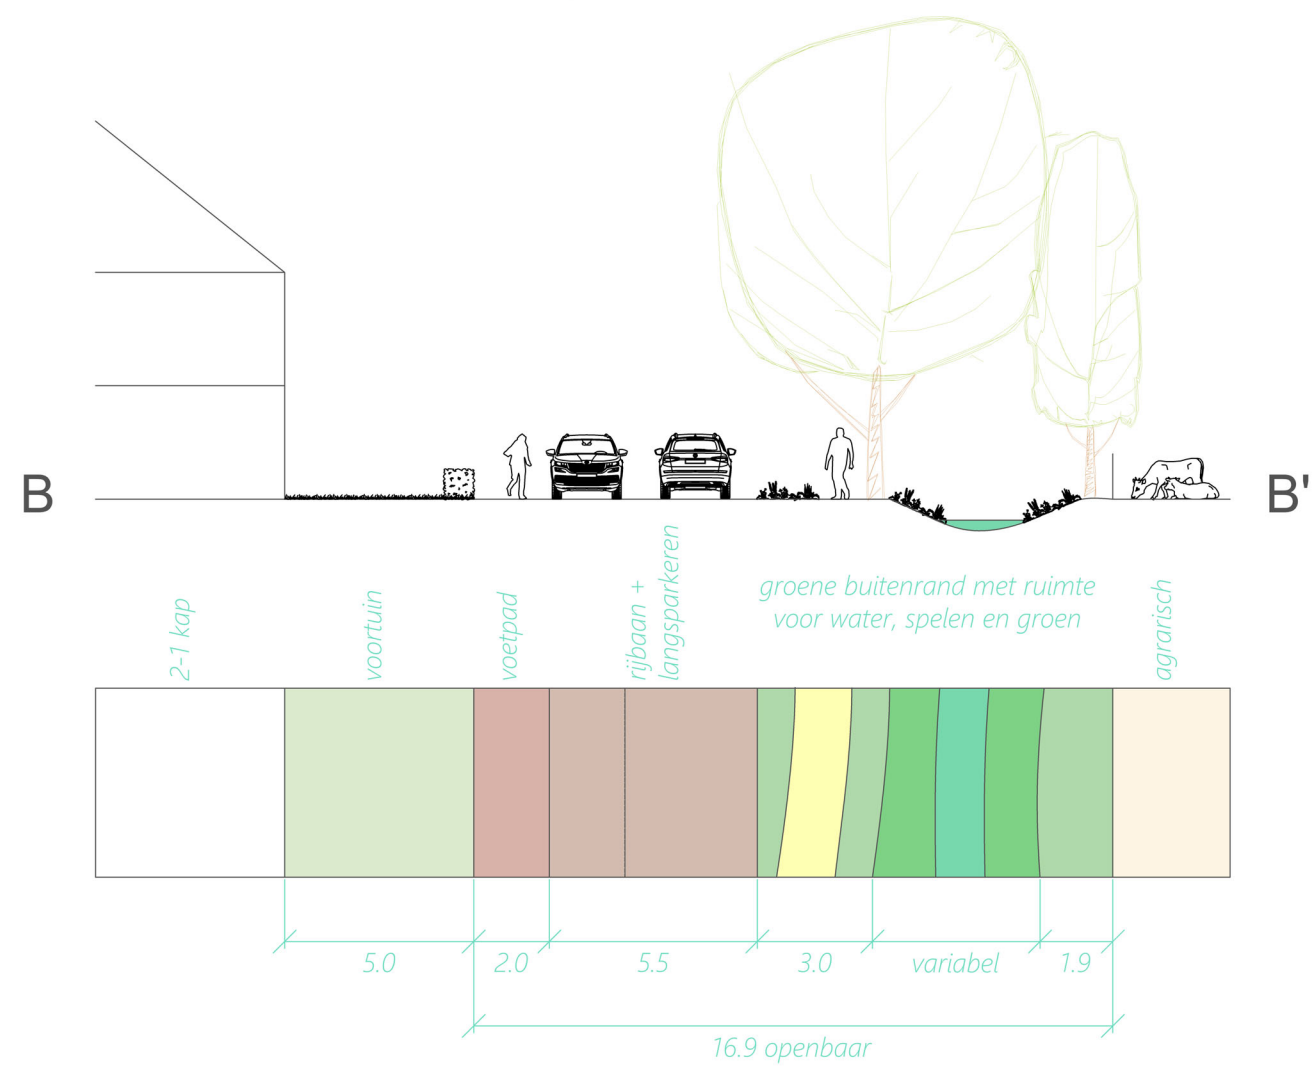 B
B'
2-1 kap
voortuin
voetpad
rijbaan +
langsparkeren
groene buitenrand met ruimte
voor water, spelen en groen
agrarisch
5.0
2.0
5.5
3.0
variabel
1.9
16.9 openbaar